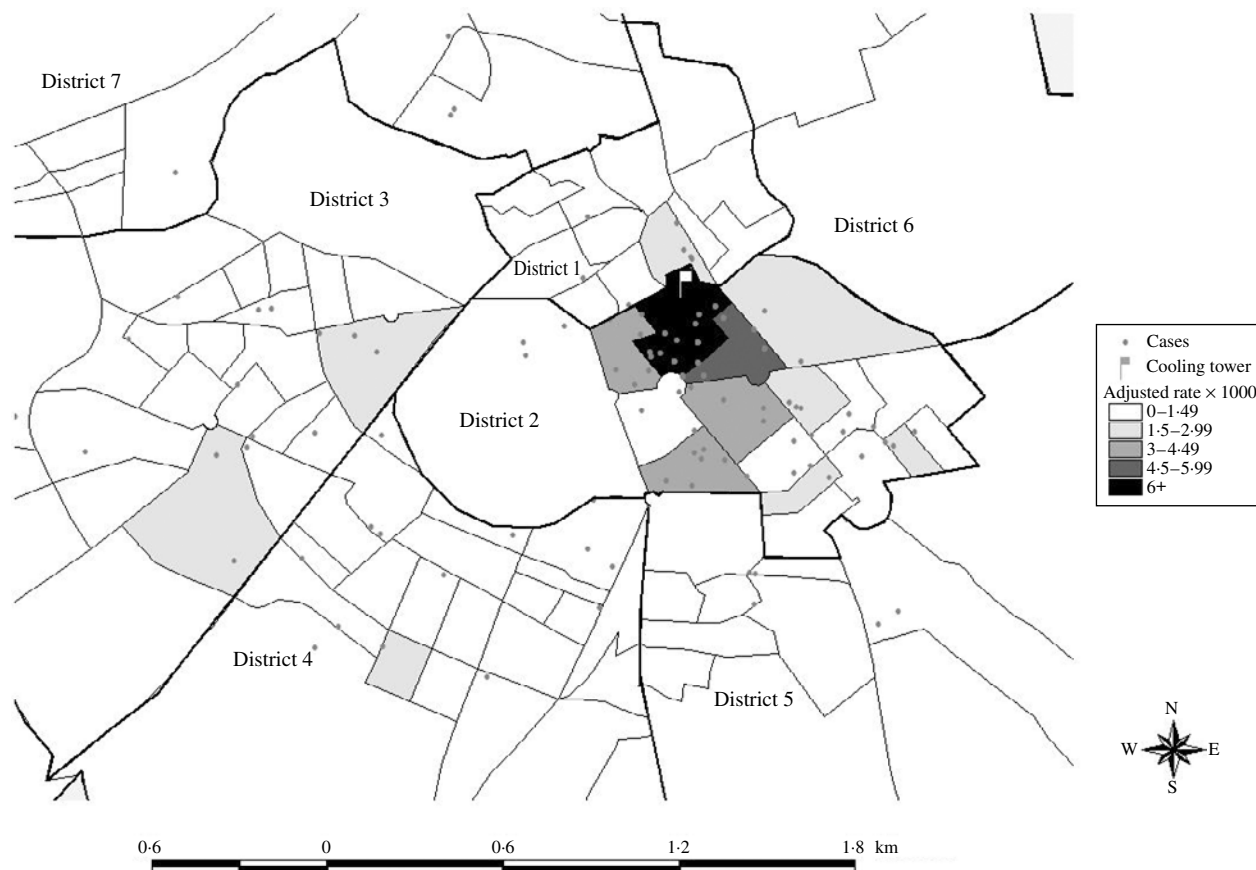 District 7
District 3
District 6
District 1
District 2
District 4
District 5
Cases
Cooling tower
Adjusted rate × 1000
0–1·49
1·5–2·99
3–4·49
4·5–5·99
6+
N
W E
S
0·6 0 0·6 1·2 1·8 km